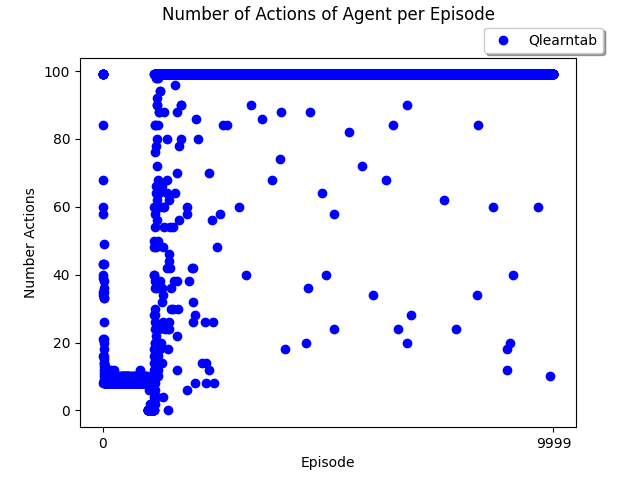 Number of Actions of Agent per Episode
Qlearntab
100
80
60
40
20
0
Number Actions
0
9999
Episode